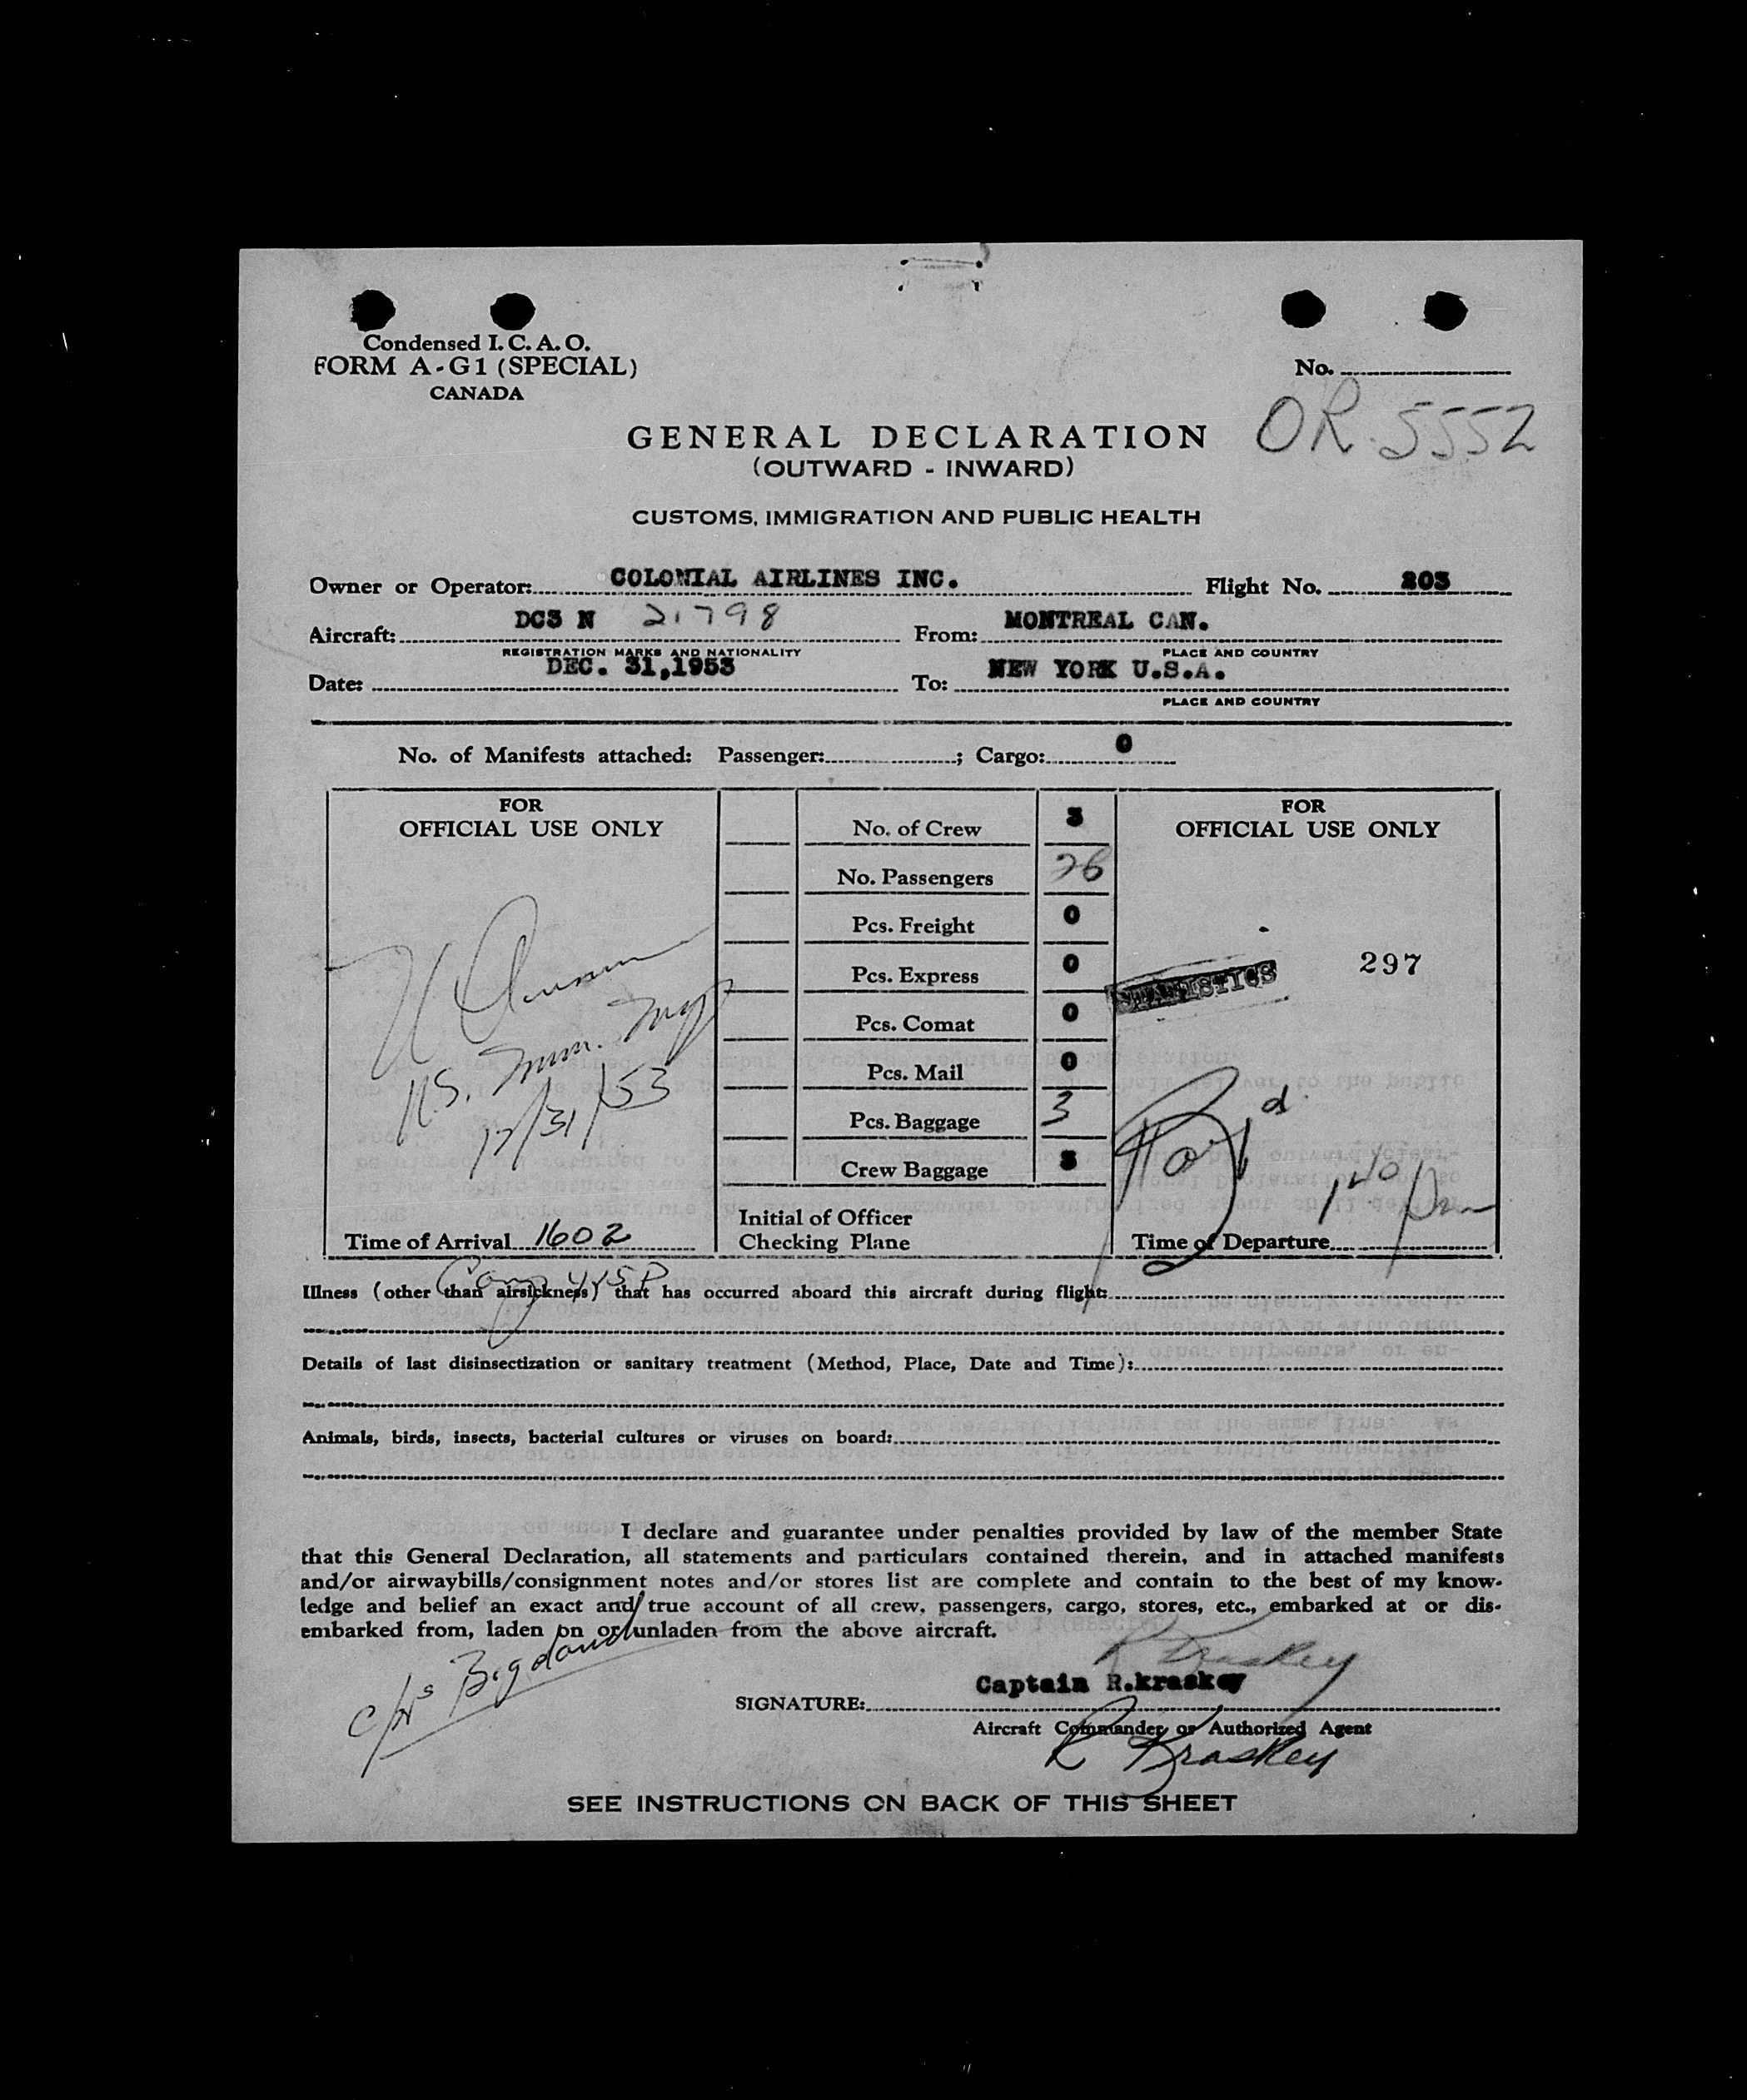 Condensed I. C. A. O.
FORM A - G 1 (SPECIAL)
CANADA
No.
OR. 5552
GENERAL DECLARATION
(OUTWARD - INWARD)
CUSTOMS, IMMIGRATION AND PUBLIC HEALTH
Owner or Operator: COLONIAL AIRLINES INC. Flight No. 203
Aircraft: DC3 N 21798 From: MONTREAL CAN.
REGISTRATION MARKS AND NATIONALITY PLACE AND COUNTRY
Date: DEC. 31,1953 To: NEW YORK U.S.A.
PLACE AND COUNTRY
No. of Manifests attached: Passenger: ; Cargo: 0
FOR
OFFICIAL USE ONLY
U.S. Imm. Insp
12/31/53
Time of Arrival 1602
No. of Crew 3
No. Passengers 26
Pcs. Freight 0
Pcs. Express 0
Pcs. Comat 0
Pcs. Mail 0
Pcs. Baggage 3
Crew Baggage 3
Initial of Officer
Checking Plane
FOR
OFFICIAL USE ONLY
297
STATISTICS
140 pm
Time of Departure
445P
Illness (other than airsickness) that has occurred aboard this aircraft during flight:
Details of last disinsectization or sanitary treatment (Method, Place, Date and Time):
Animals, birds, insects, bacterial cultures or viruses on board:
I declare and guarantee under penalties provided by law of the member State
that this General Declaration, all statements and particulars contained therein, and in attached manifests
and/or airwaybills/consignment notes and/or stores list are complete and contain to the best of my know-
ledge and belief an exact and true account of all crew, passengers, cargo, stores, etc., embarked at or dis-
embarked from, laden on or unladen from the above aircraft.
R Kraskey
SIGNATURE: Captain R.kraskey
Aircraft Commander or Authorized Agent
R Kraskey
SEE INSTRUCTIONS ON BACK OF THIS SHEET